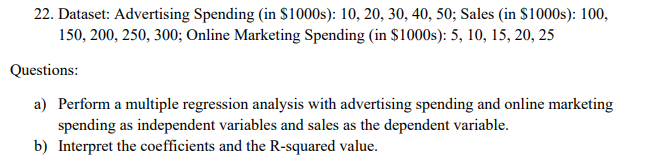 22. Dataset: Advertising Spending (in $1000s): 10, 20, 30, 40, 50; Sales (in $1000s): 100,
150, 200, 250, 300; Online Marketing Spending (in $1000s): 5, 10, 15, 20, 25
Questions:
a) Perform a multiple regression analysis with advertising spending and online marketing
spending as independent variables and sales as the dependent variable.
b) Interpret the coefficients and the R-squared value.